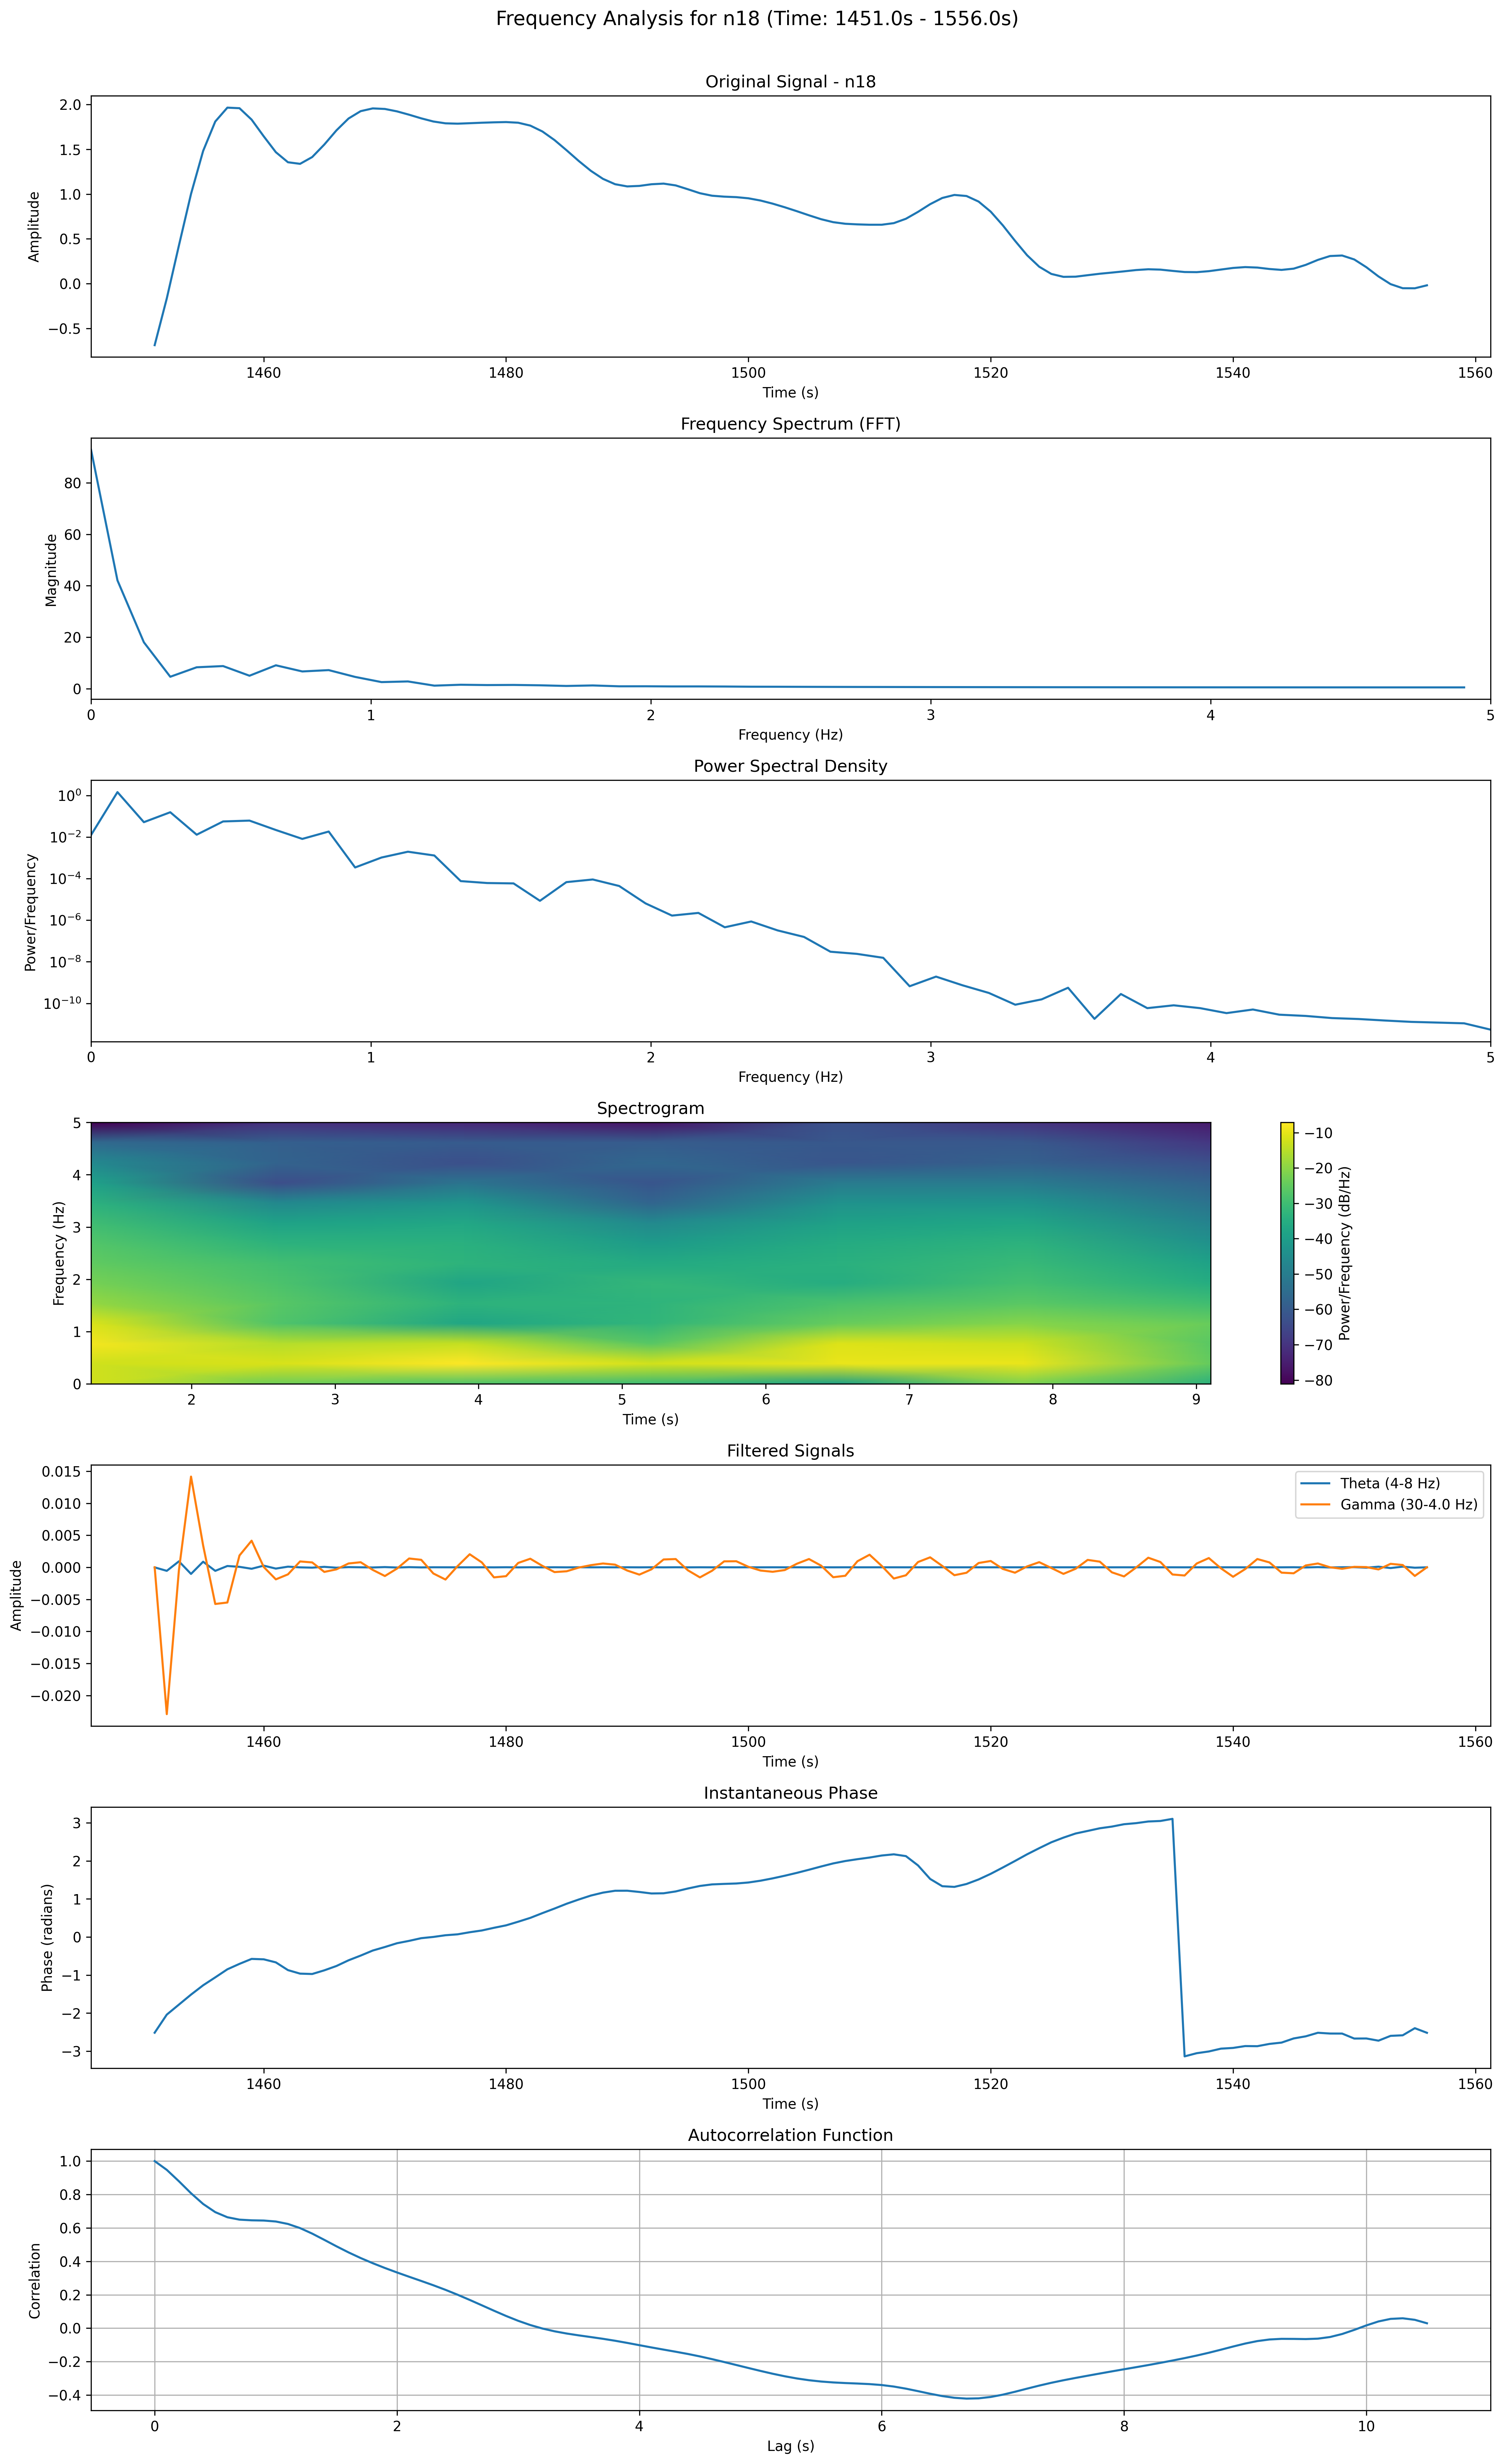 Frequency Analysis for n18 (Time: 1451.0s - 1556.0s)
Original Signal - n18
Amplitude
2.0
1.5
1.0
0.5
0.0
−0.5
1460 1480 1500 1520 1540 1560
Time (s)
Frequency Spectrum (FFT)
Magnitude
80
60
40
20
0
0 1 2 3 4 5
Frequency (Hz)
Power Spectral Density
Power/Frequency
10⁰
10⁻²
10⁻⁴
10⁻⁶
10⁻⁸
10⁻¹⁰
0 1 2 3 4 5
Frequency (Hz)
Spectrogram
Frequency (Hz)
5
4
3
2
1
0
2 3 4 5 6 7 8 9
Time (s)
−10
−20
−30
−40
−50
−60
−70
−80
Power/Frequency (dB/Hz)
Filtered Signals
Amplitude
0.015
0.010
0.005
0.000
−0.005
−0.010
−0.015
−0.020
Theta (4-8 Hz)
Gamma (30-4.0 Hz)
1460 1480 1500 1520 1540 1560
Time (s)
Instantaneous Phase
Phase (radians)
3
2
1
0
−1
−2
−3
1460 1480 1500 1520 1540 1560
Time (s)
Autocorrelation Function
Correlation
1.0
0.8
0.6
0.4
0.2
0.0
−0.2
−0.4
0 2 4 6 8 10
Lag (s)